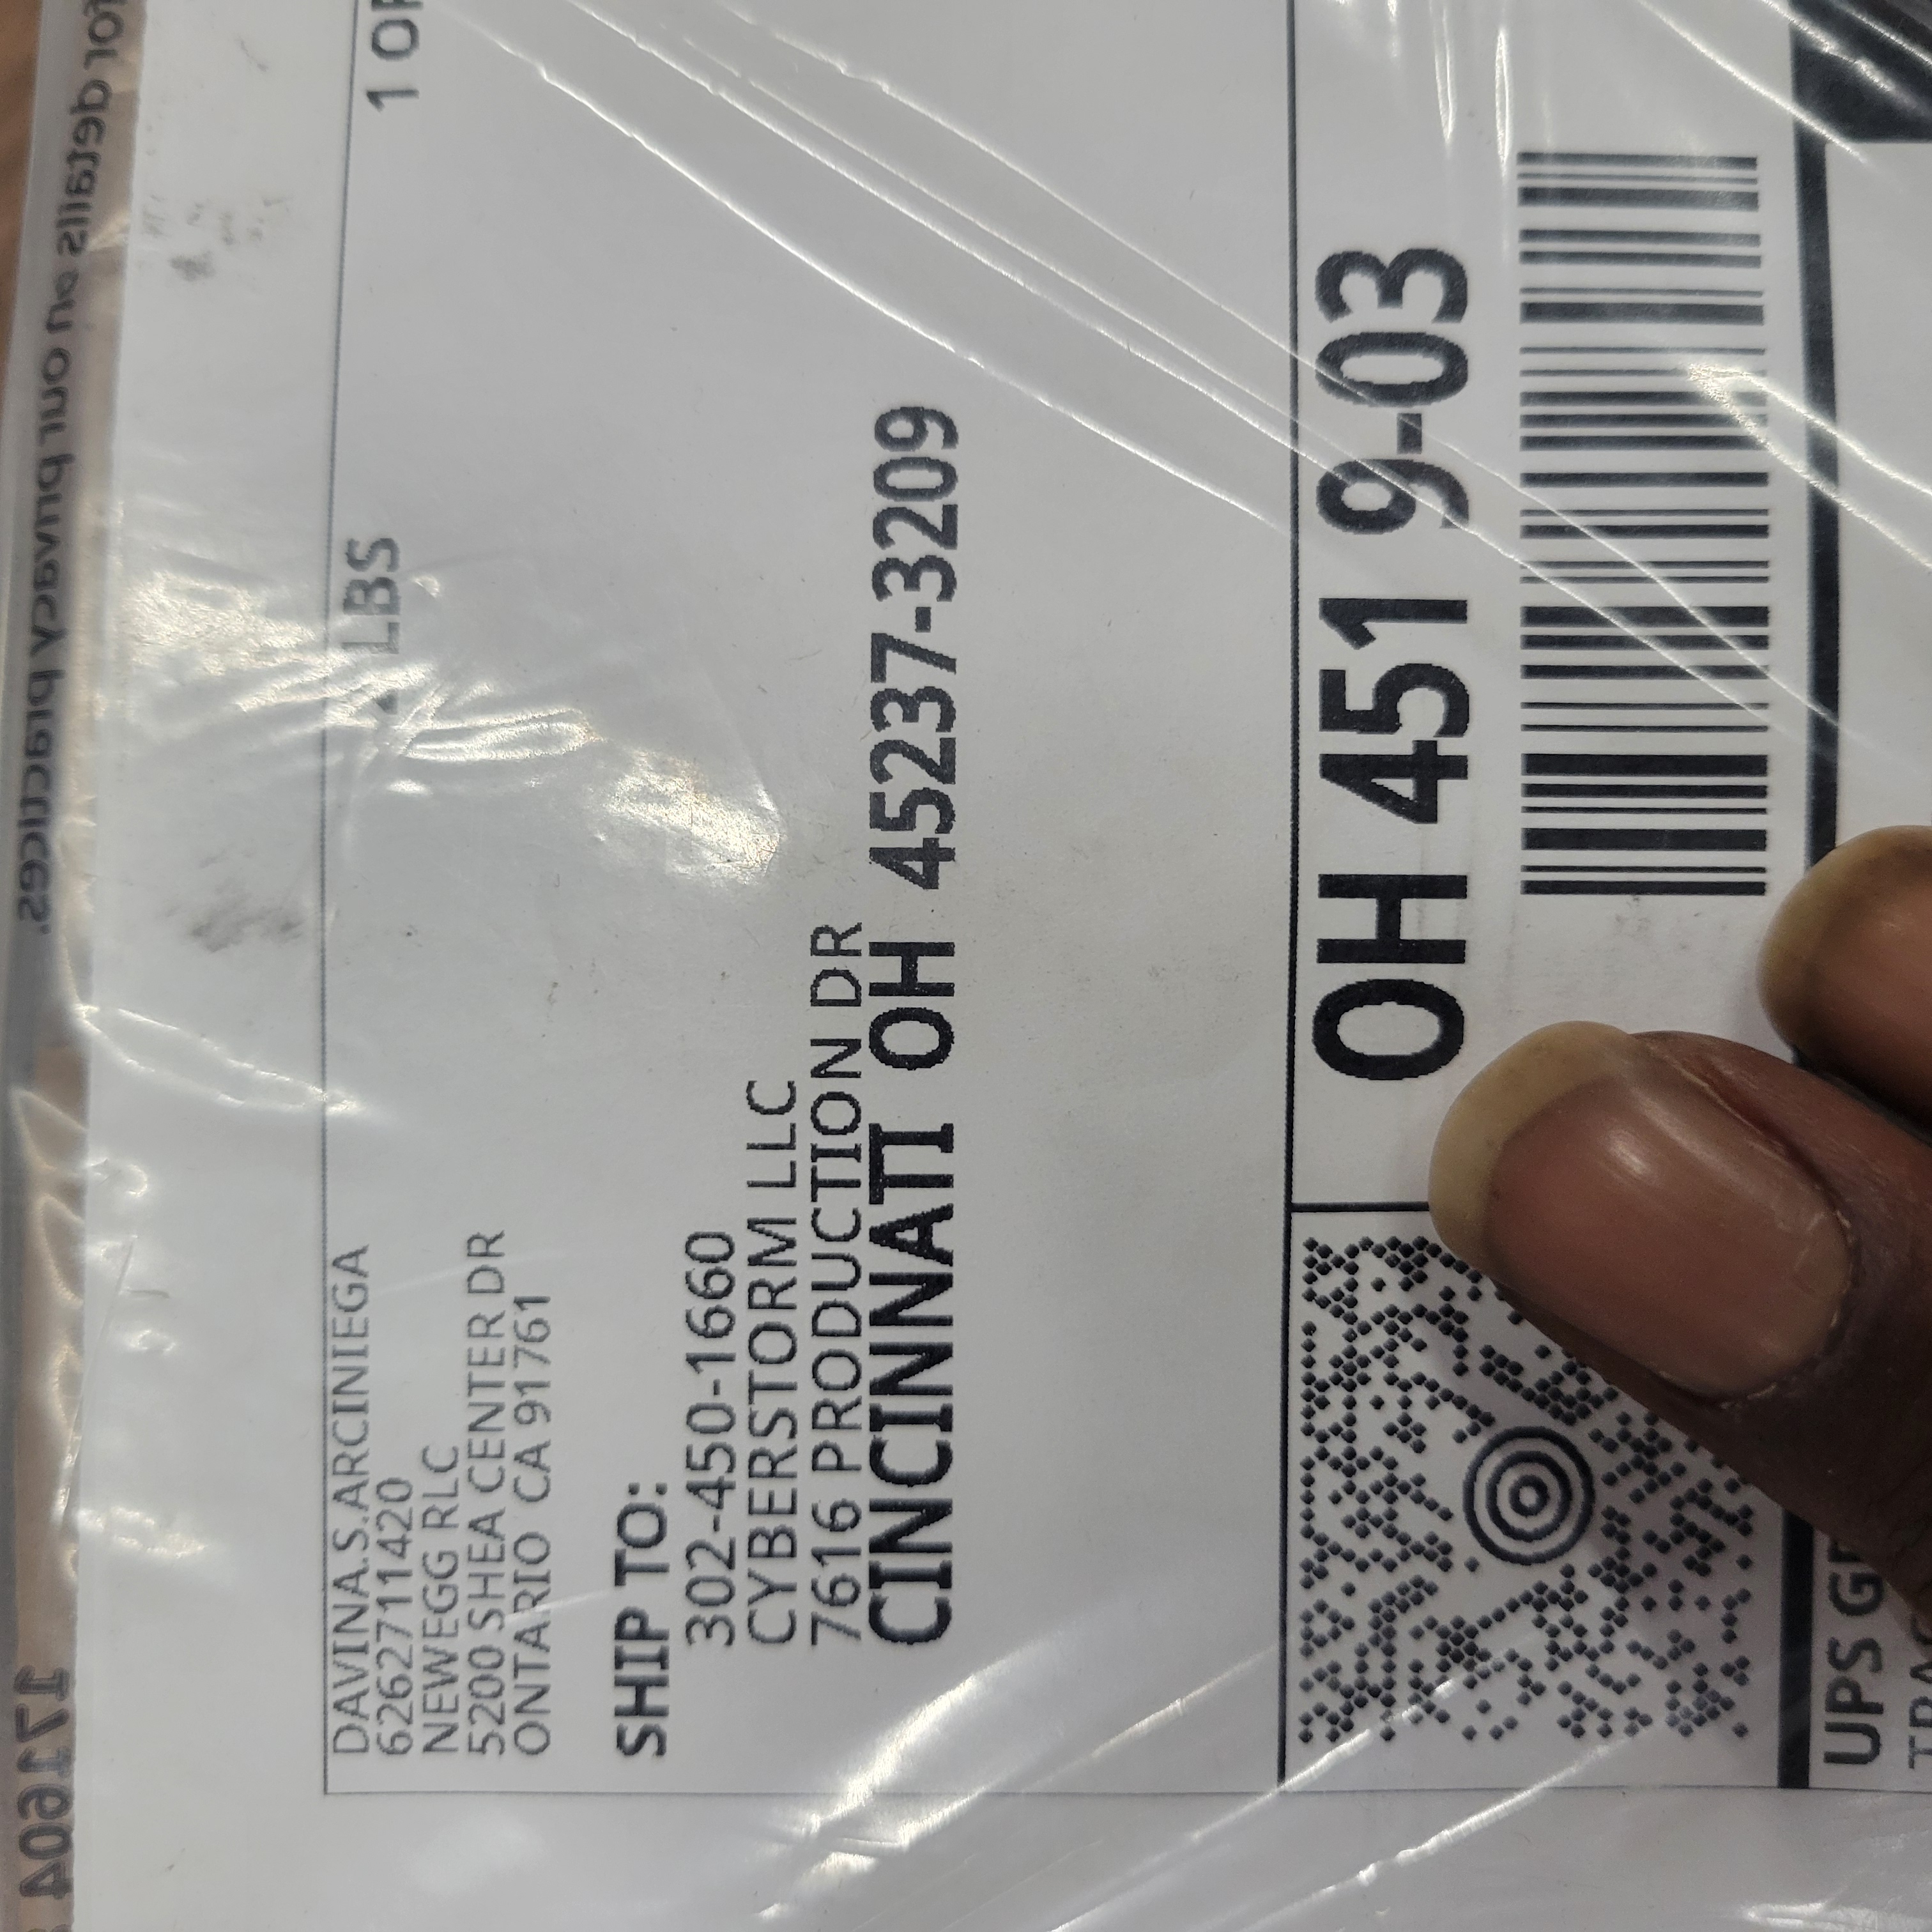 DAVINA.S.ARCINIEGA
6262711420
NEWEGG RLC
5200 SHEA CENTER DR
ONTARIO CA 91761
LBS
1 OF
SHIP TO:
302-450-1660
CYBERSTORM LLC
7616 PRODUCTION DR
CINCINNATI OH 45237-3209
OH 451 9-03
UPS
for details on our privacy practices.
171604